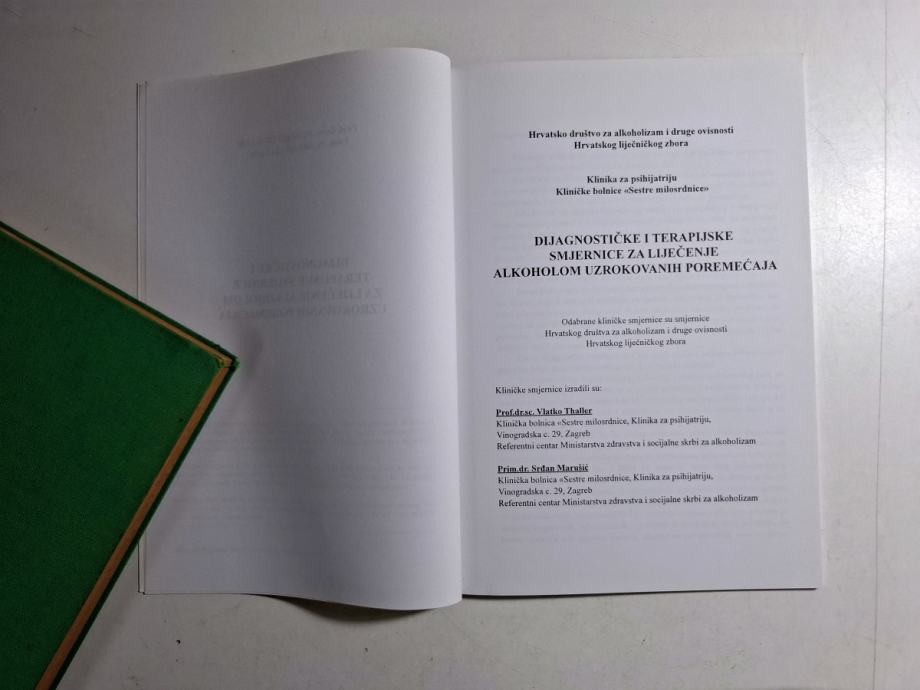 Hrvatsko društvo za alkoholizam i druge ovisnosti
Hrvatskog liječničkog zbora
Klinika za psihijatriju
Kliničke bolnice «Sestre milosrdnice»
DIJAGNOSTIČKE I TERAPIJSKE
SMJERNICE ZA LIJEČENJE
ALKOHOLOM UZROKOVANIH POREMEĆAJA
Odabrane kliničke smjernice su smjernice
Hrvatskog društva za alkoholizam i druge ovisnosti
Hrvatskog liječničkog zbora
Kliničke smjernice izradili su:
Prof.dr.sc. Vlatko Thaller
Klinička bolnica «Sestre milosrdnice, Klinika za psihijatriju,
Vinogradska c. 29, Zagreb
Referentni centar Ministarstva zdravstva i socijalne skrbi za alkoholizam
Prim.dr. Srđan Marušić
Klinička bolnica «Sestre milosrdnice, Klinika za psihijatriju,
Vinogradska c. 29, Zagreb
Referentni centar Ministarstva zdravstva i socijalne skrbi za alkoholizam